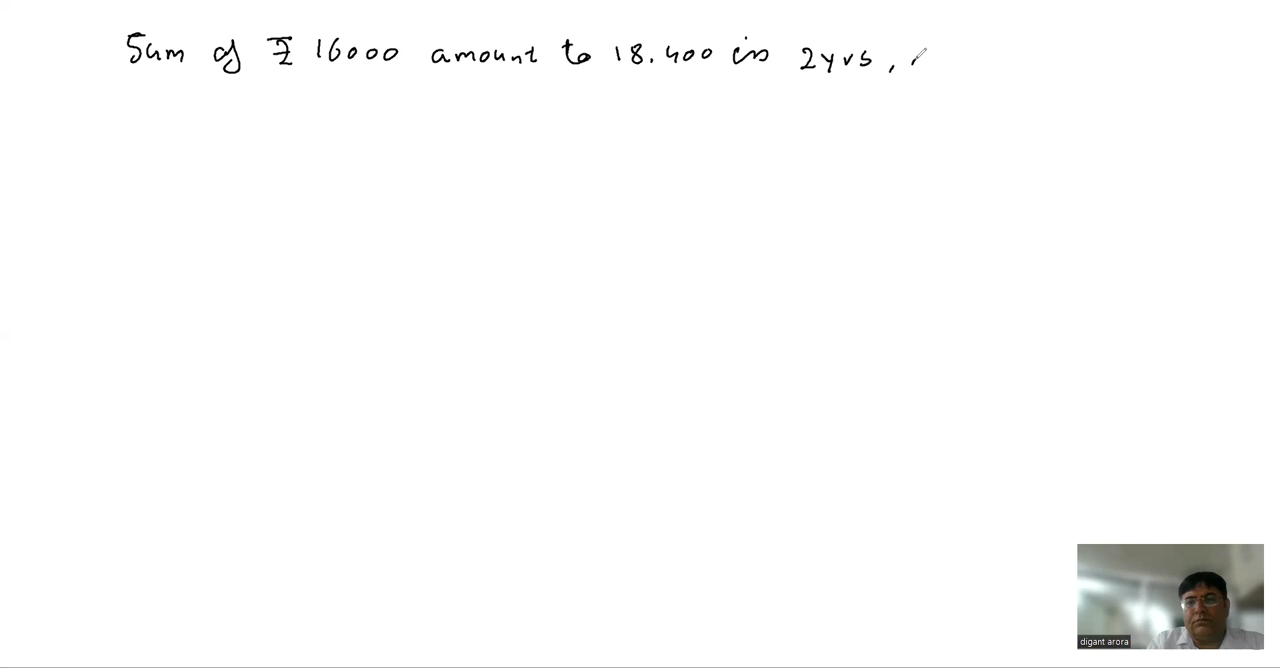 Sum of ₹ 16000 amount to 18.400 in 2yrs,
digant arora